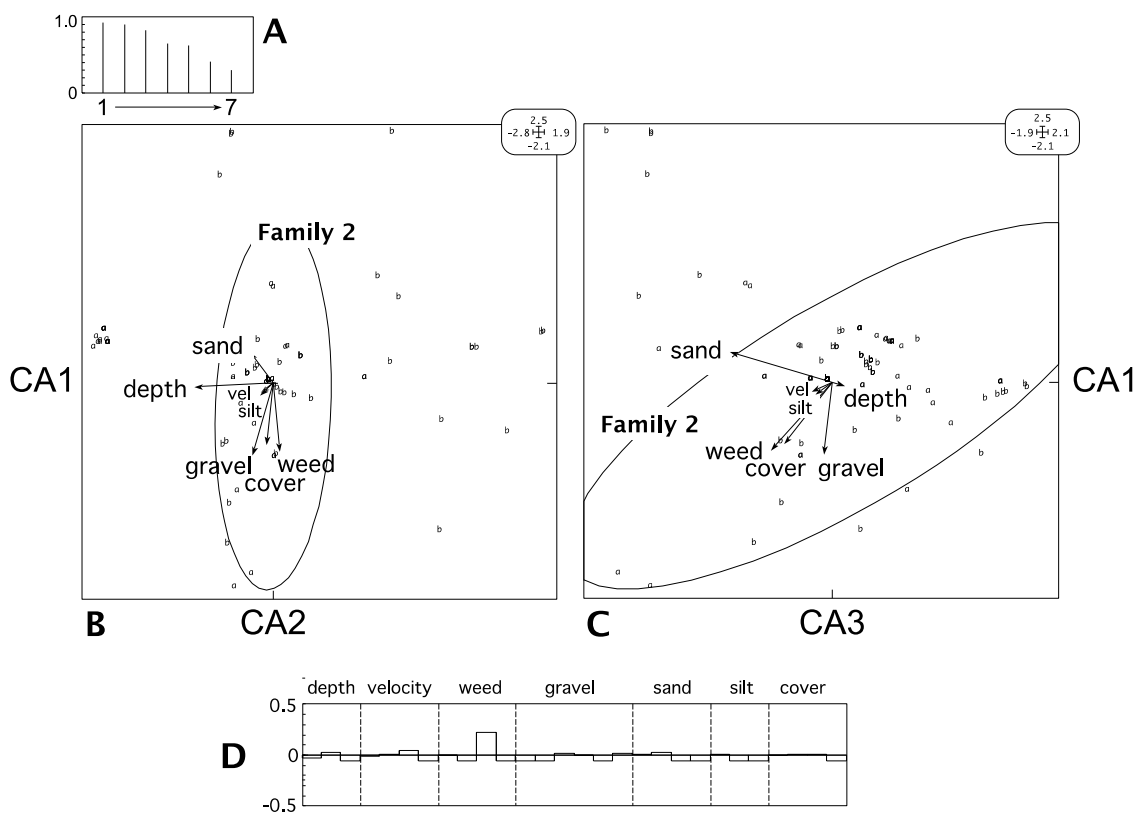 1.0
A
0
1
7
2.5
-2.8 1.9
-2.1
2.5
-1.9 2.1
-2.1
Family 2
sand
depth
vel
silt
gravel
weed
cover
CA1
B
CA2
sand
vel
silt
depth
Family 2
weed
cover
gravel
CA1
C
CA3
depth velocity weed gravel sand silt cover
0.5
D
0
-0.5